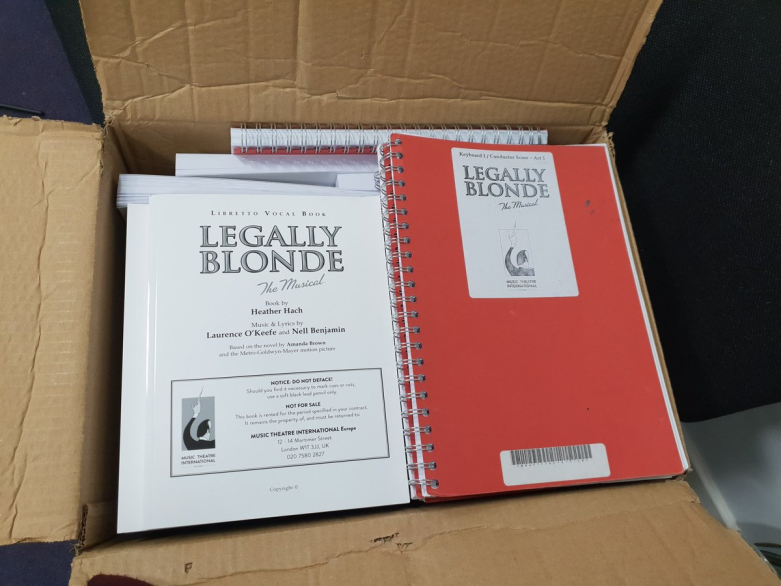 LIBRETTO VOCAL BOOK
LEGALLY
BLONDE
The Musical
Book by
Heather Hach
Music & Lyrics by
Laurence O'Keefe and Nell Benjamin
Based on the novel by Amanda Brown
and the Metro-Goldwyn-Mayer motion picture
NOTICE: DO NOT DEFACE!
Should you find it necessary to mark cues or cuts,
use a soft black lead pencil only.
NOT FOR SALE
This book is rented for the period specified in your contract.
It remains the property of, and must be returned to:
MUSIC THEATRE INTERNATIONAL Europe
12 - 14 Mortimer Street
London W1T 3JJ, UK
020 7580 2827
MUSIC THEATRE
INTERNATIONAL
Copyright ©
Keyboard 1 / Conductor Score - Act I
LEGALLY
BLONDE
The Musical
MUSIC THEATRE
INTERNATIONAL